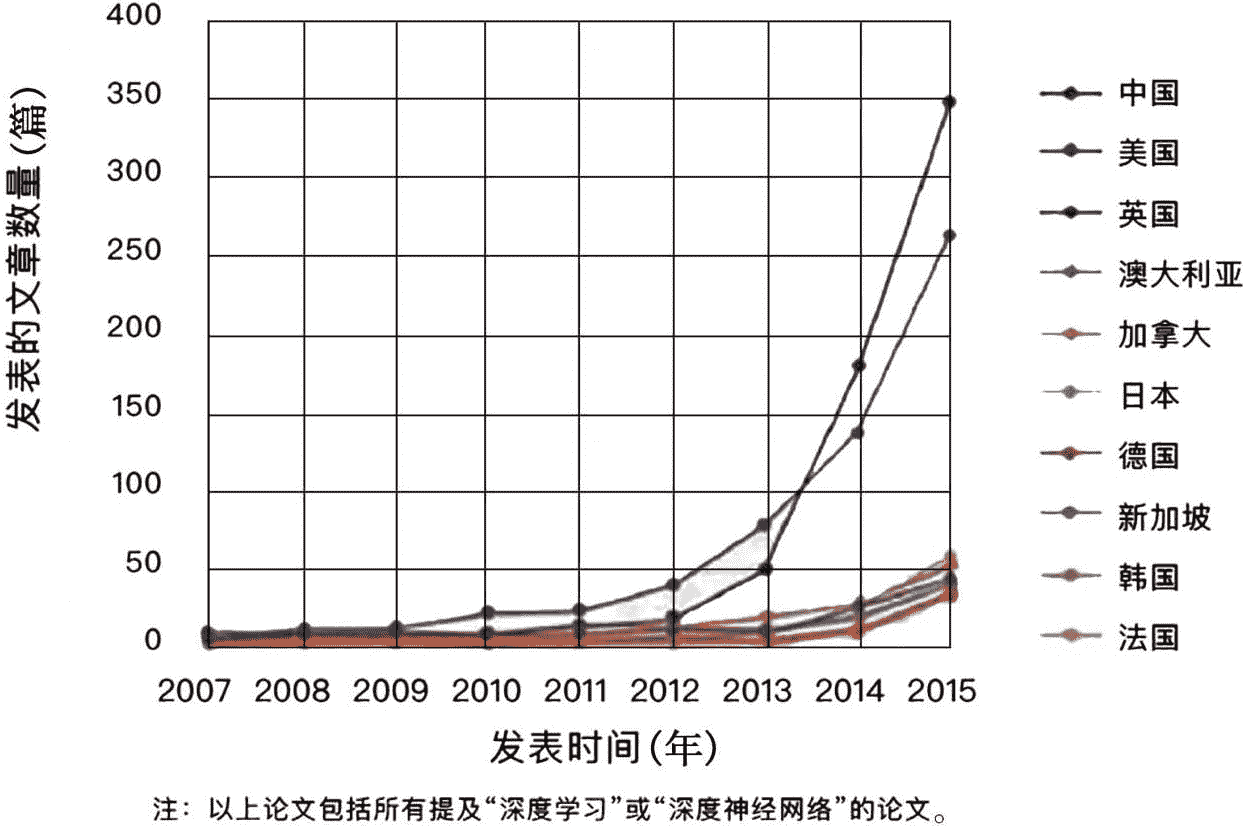 400
350
300
250
200
150
100
50
0
发表的文章数量(篇)
2007 2008 2009 2010 2011 2012 2013 2014 2015
发表时间(年)
中国
美国
英国
澳大利亚
加拿大
日本
德国
新加坡
韩国
法国
注：以上论文包括所有提及“深度学习”或“深度神经网络”的论文。